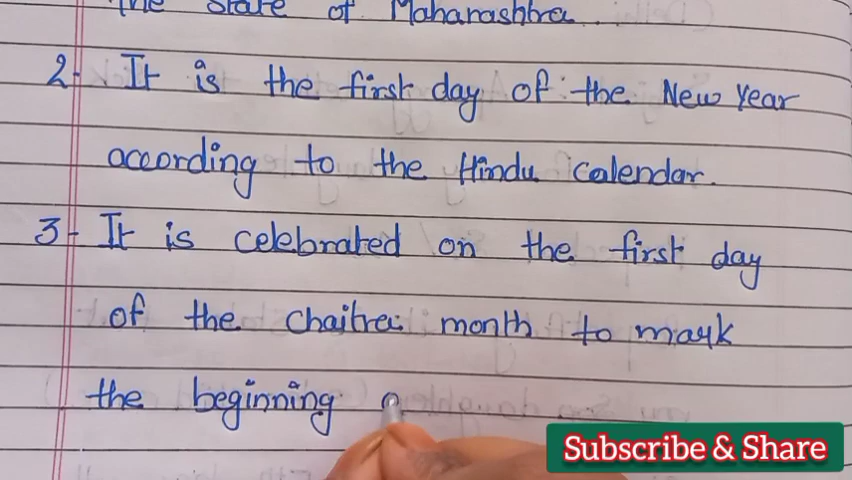 the State of Maharashtra
2- It is the first day of the New Year
according to the Hindu calendar.
3- It is celebrated on the first day
of the chaitra month to mark
the beginning
Subscribe & Share